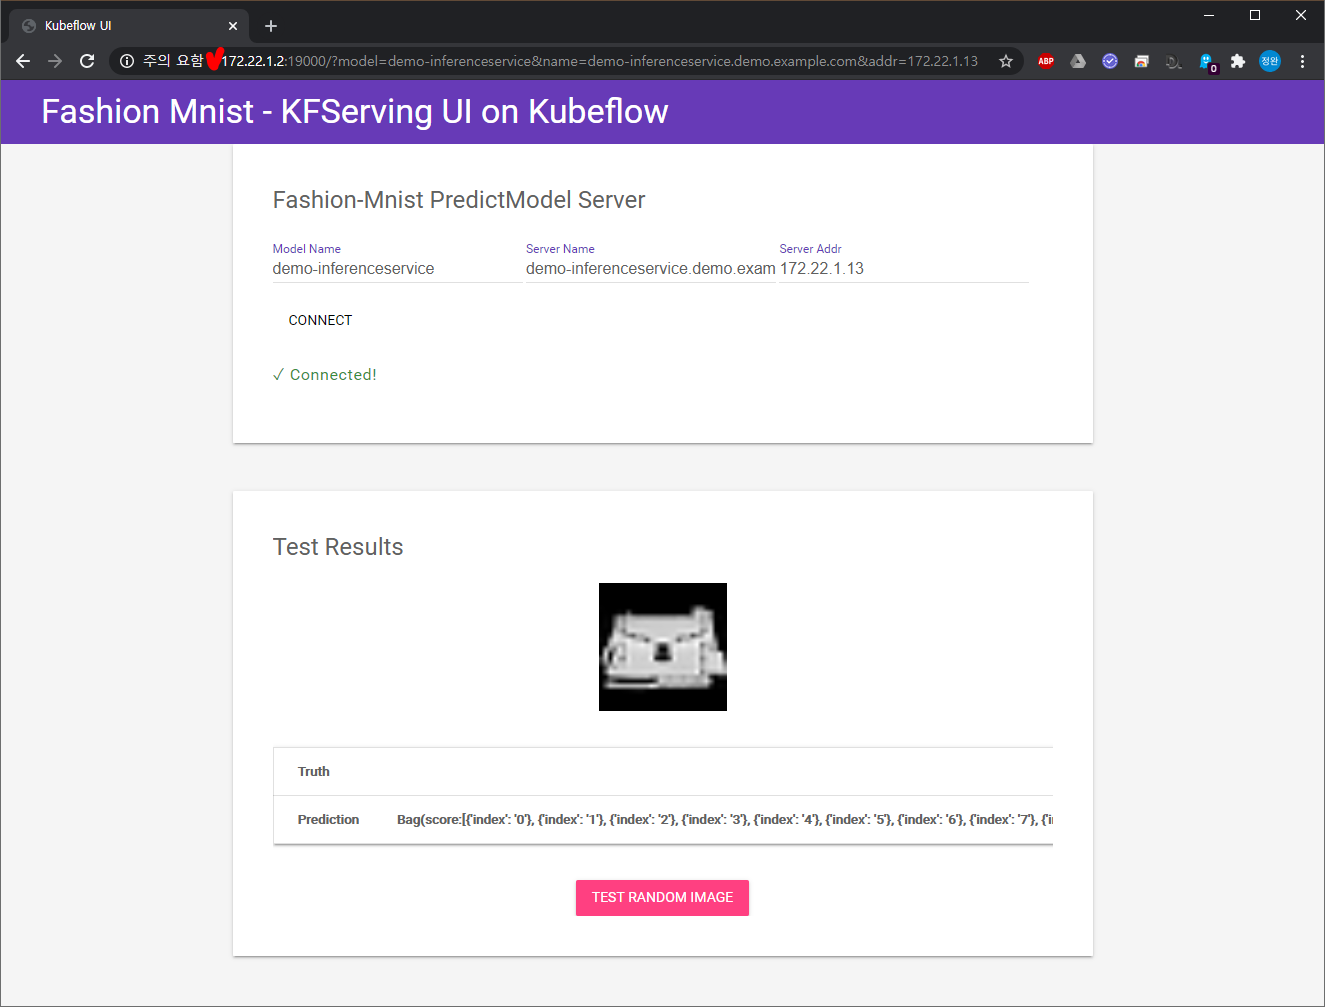 Kubeflow UI
주의 요함 172.22.1.2:19000/?model=demo-inferenceservice&name=demo-inferenceservice.demo.example.com&addr=172.22.1.13
ABP
0
정완
Fashion Mnist - KFServing UI on Kubeflow
Fashion-Mnist PredictModel Server
Model Name Server Name Server Addr
demo-inferenceservice demo-inferenceservice.demo.exam 172.22.1.13
CONNECT
✓ Connected!
Test Results
Truth
Prediction Bag(score:[{'index': '0'}, {'index': '1'}, {'index': '2'}, {'index': '3'}, {'index': '4'}, {'index': '5'}, {'index': '6'}, {'index': '7'}, {'i
TEST RANDOM IMAGE